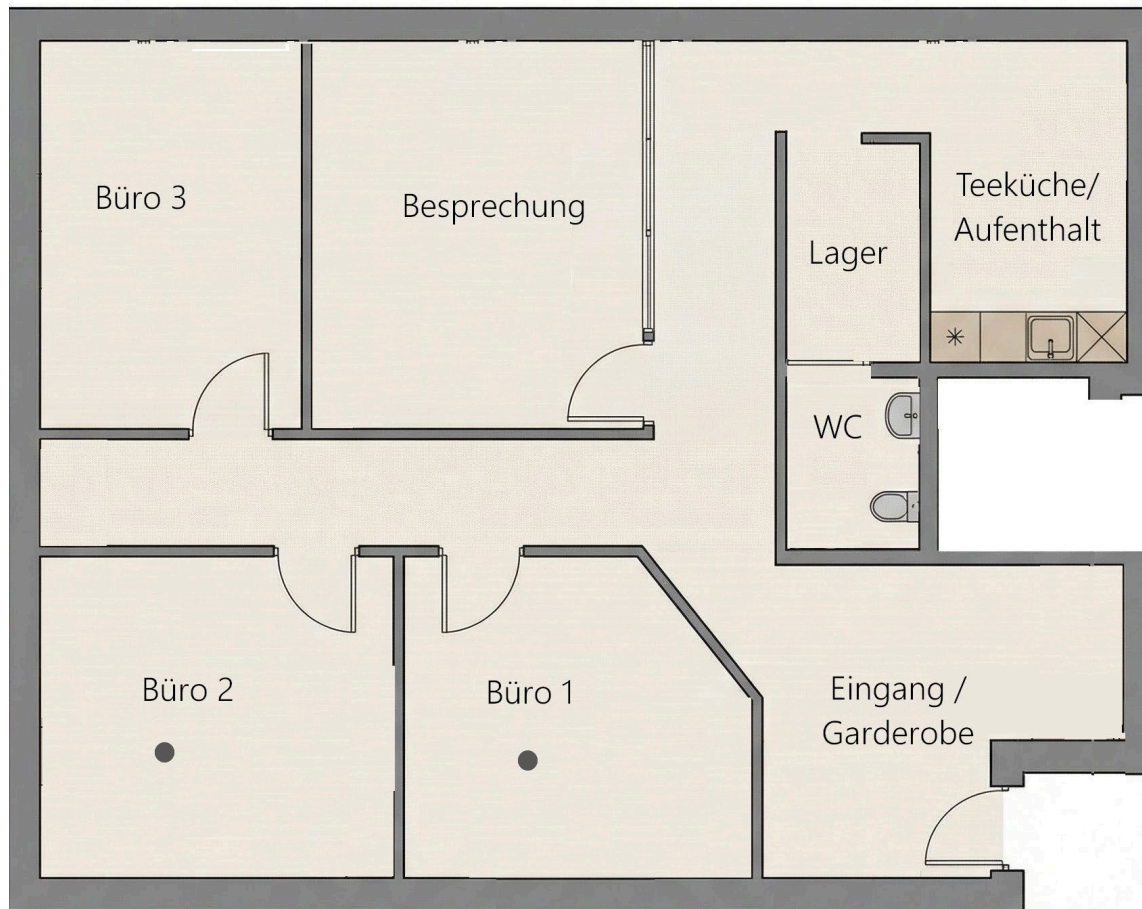 Büro 3
Besprechung
Teeküche/
Aufenthalt
Lager
WC
Büro 2
Büro 1
Eingang /
Garderobe